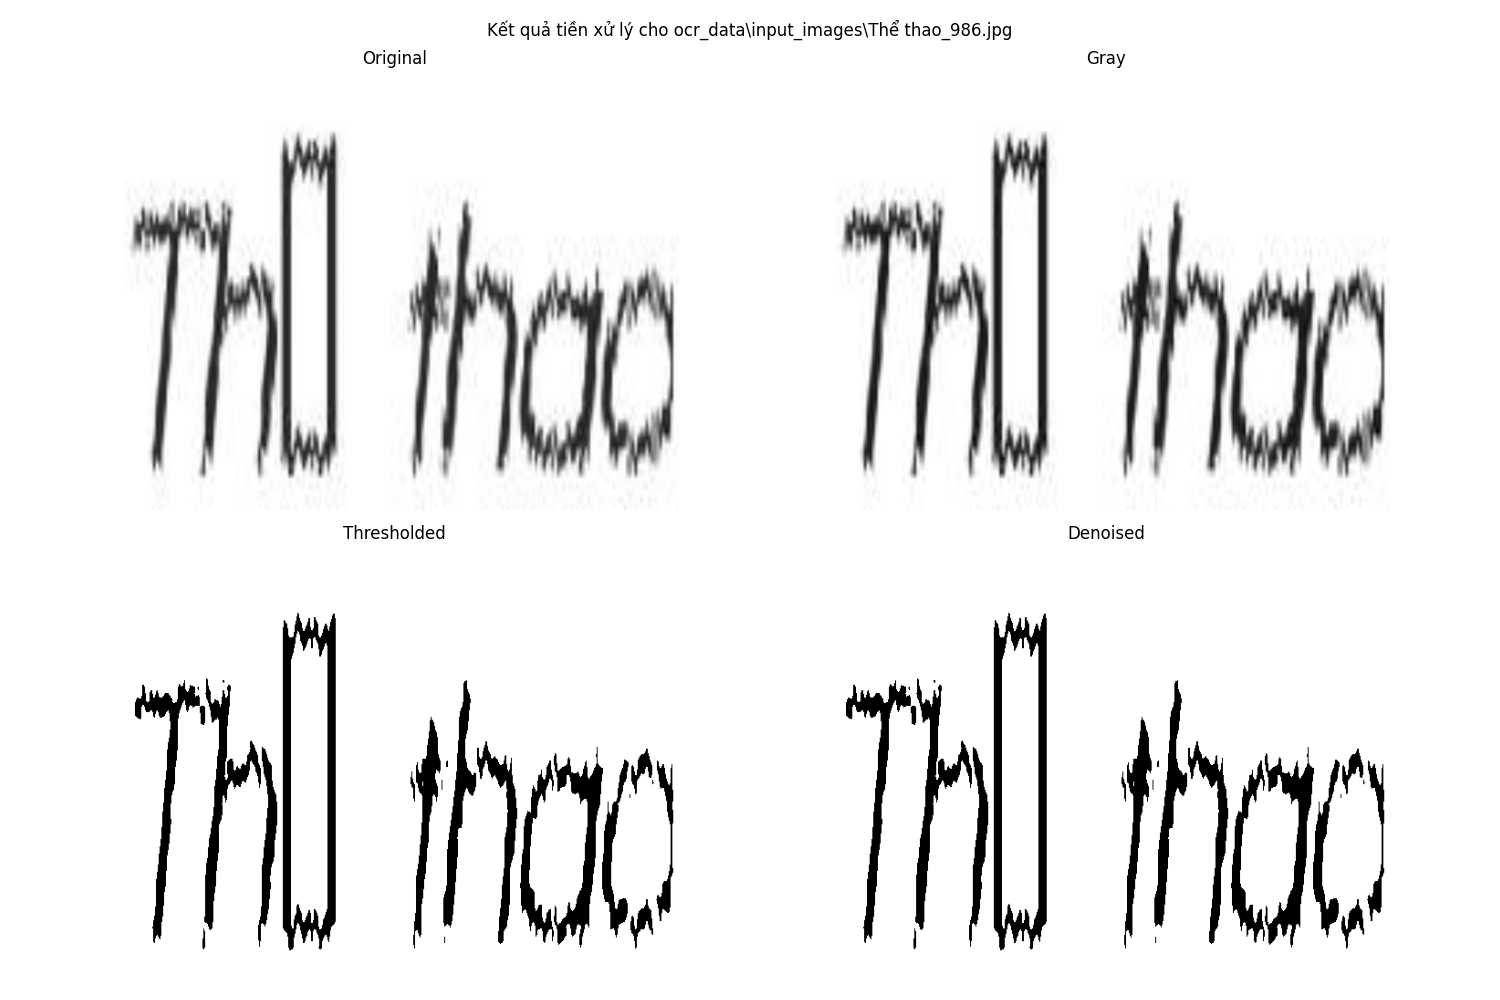 Kết quả tiền xử lý cho ocr_data\input_images\Thể thao_986.jpg
Original
Gray
Th▯ thao
Th▯ thao
Thresholded
Denoised
Th▯ thao
Th▯ thao